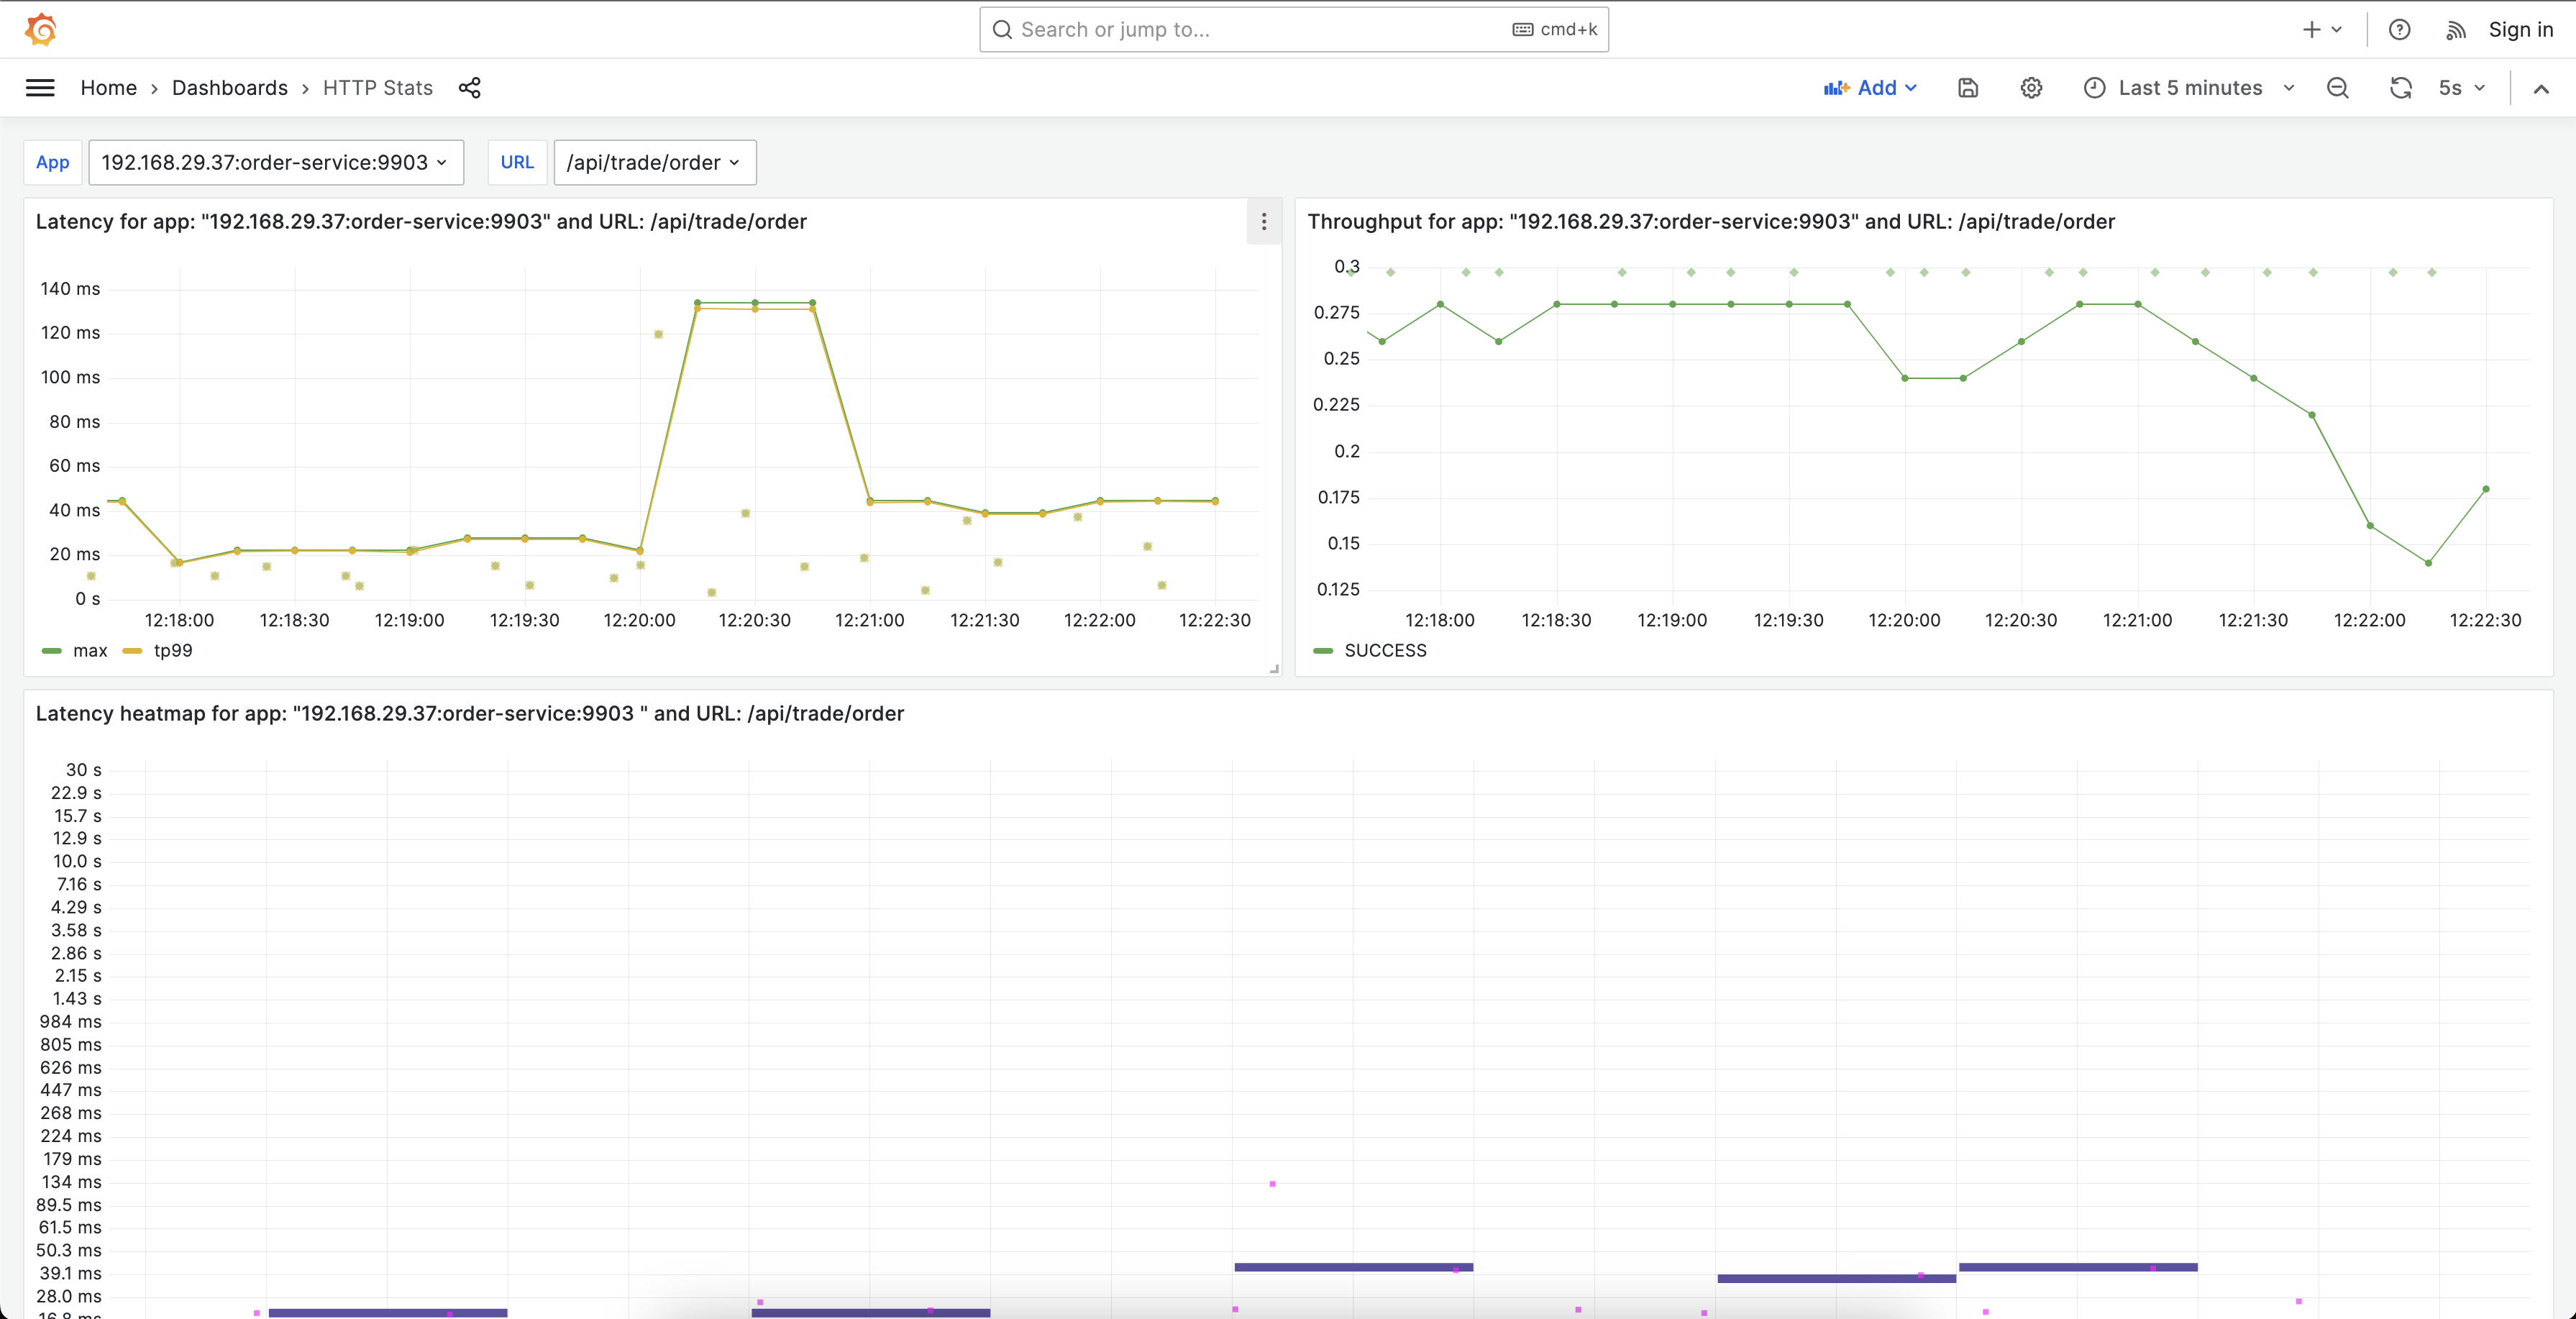 Search or jump to... cmd+k Sign in
Home › Dashboards › HTTP Stats Add Last 5 minutes 5s
App 192.168.29.37:order-service:9903 URL /api/trade/order
Latency for app: "192.168.29.37:order-service:9903" and URL: /api/trade/order
140 ms
120 ms
100 ms
80 ms
60 ms
40 ms
20 ms
0 s
12:18:00 12:18:30 12:19:00 12:19:30 12:20:00 12:20:30 12:21:00 12:21:30 12:22:00 12:22:30
max tp99
Throughput for app: "192.168.29.37:order-service:9903" and URL: /api/trade/order
0.3
0.275
0.25
0.225
0.2
0.175
0.15
0.125
12:18:00 12:18:30 12:19:00 12:19:30 12:20:00 12:20:30 12:21:00 12:21:30 12:22:00 12:22:30
SUCCESS
Latency heatmap for app: "192.168.29.37:order-service:9903 " and URL: /api/trade/order
30 s
22.9 s
15.7 s
12.9 s
10.0 s
7.16 s
4.29 s
3.58 s
2.86 s
2.15 s
1.43 s
984 ms
805 ms
626 ms
447 ms
268 ms
224 ms
179 ms
134 ms
89.5 ms
61.5 ms
50.3 ms
39.1 ms
28.0 ms
16.8 ms